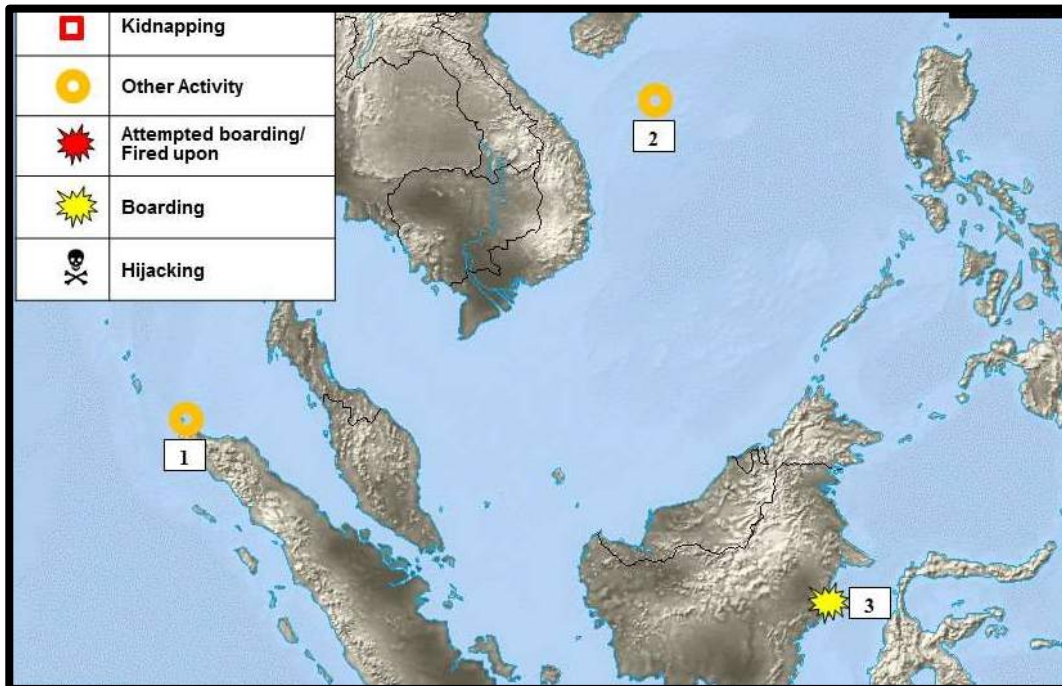 Kidnapping
Other Activity
Attempted boarding/
Fired upon
Boarding
Hijacking
2
1
3